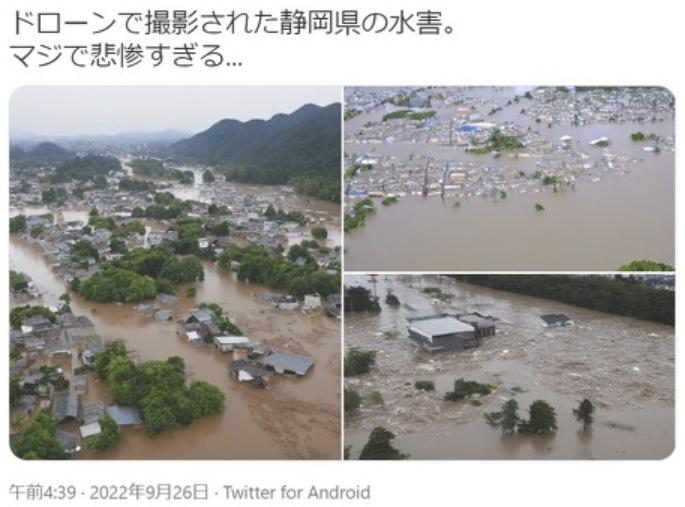 ドローンで撮影された静岡県の水害。
マジで悲惨すぎる...
午前4:39 · 2022年9月26日 · Twitter for Android